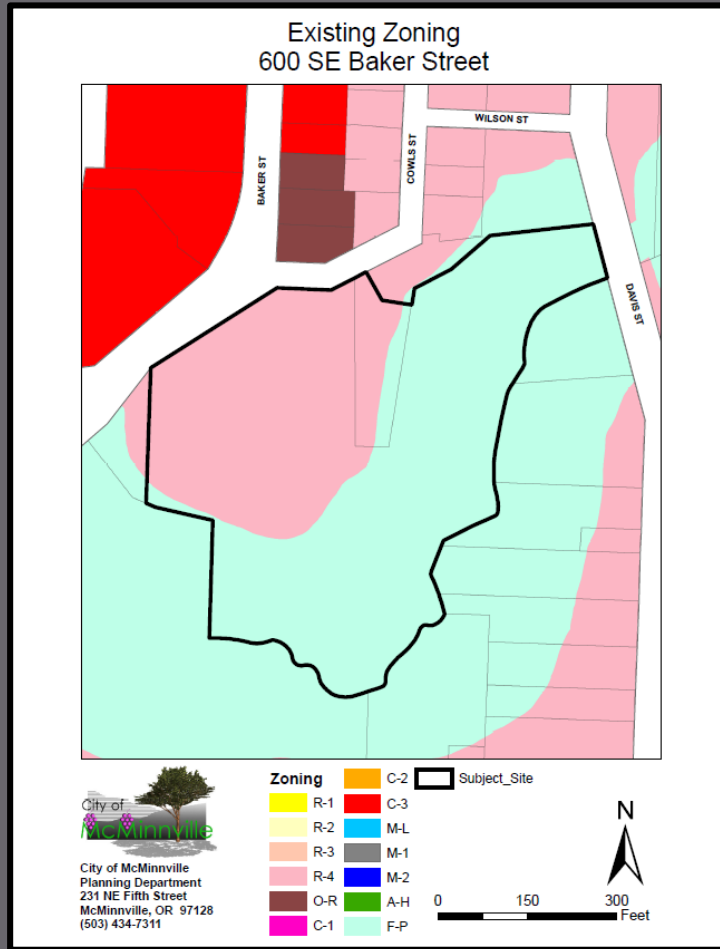 Existing Zoning
600 SE Baker Street
WILSON ST
BAKER ST
COWLS ST
DAVIS ST
City of
McMinnville
City of McMinnville
Planning Department
231 NE Fifth Street
McMinnville, OR 97128
(503) 434-7311
Zoning
R-1
R-2
R-3
R-4
O-R
C-1
C-2
C-3
M-L
M-1
M-2
A-H
F-P
Subject_Site
N
0 150 300
Feet